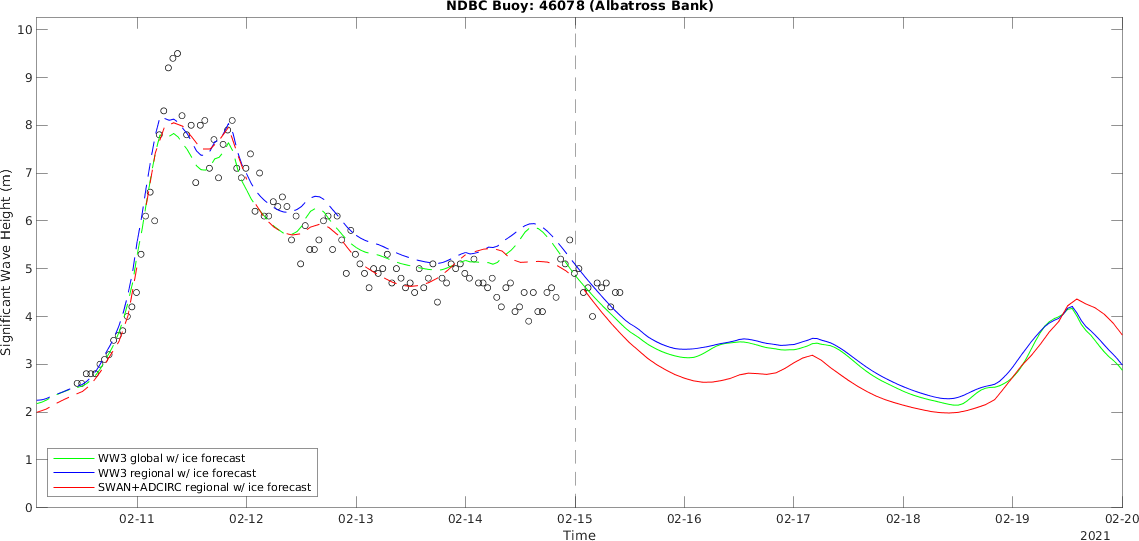 NDBC Buoy: 46078 (Albatross Bank)
10
9
8
7
6
5
4
3
2
1
0
Significant Wave Height (m)
WW3 global w/ ice forecast
WW3 regional w/ ice forecast
SWAN+ADCIRC regional w/ ice forecast
02-11 02-12 02-13 02-14 02-15 02-16 02-17 02-18 02-19 02-20
Time
2021